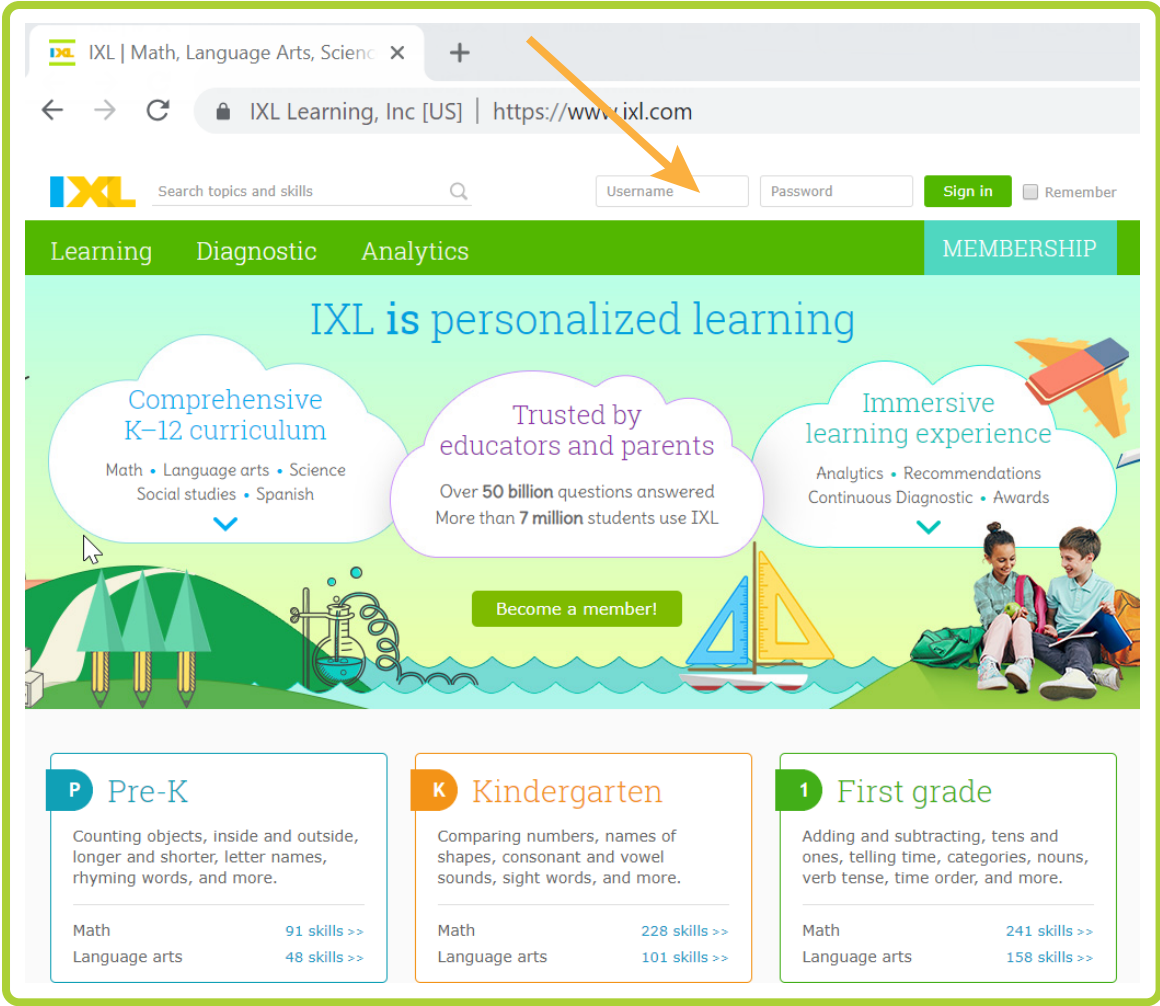 IXL IXL | Math, Language Arts, Scienc
IXL Learning, Inc [US] | https://www.ixl.com
IXL Search topics and skills Username Password Sign in Remember
Learning Diagnostic Analytics MEMBERSHIP
IXL is personalized learning
Comprehensive
K–12 curriculum
Math • Language arts • Science
Social studies • Spanish
Trusted by
educators and parents
Over 50 billion questions answered
More than 7 million students use IXL
Immersive
learning experience
Analytics • Recommendations
Continuous Diagnostic • Awards
Become a member!
P Pre-K
Counting objects, inside and outside,
longer and shorter, letter names,
rhyming words, and more.
Math 91 skills >>
Language arts 48 skills >>
K Kindergarten
Comparing numbers, names of
shapes, consonant and vowel
sounds, sight words, and more.
Math 228 skills >>
Language arts 101 skills >>
1 First grade
Adding and subtracting, tens and
ones, telling time, categories, nouns,
verb tense, time order, and more.
Math 241 skills >>
Language arts 158 skills >>